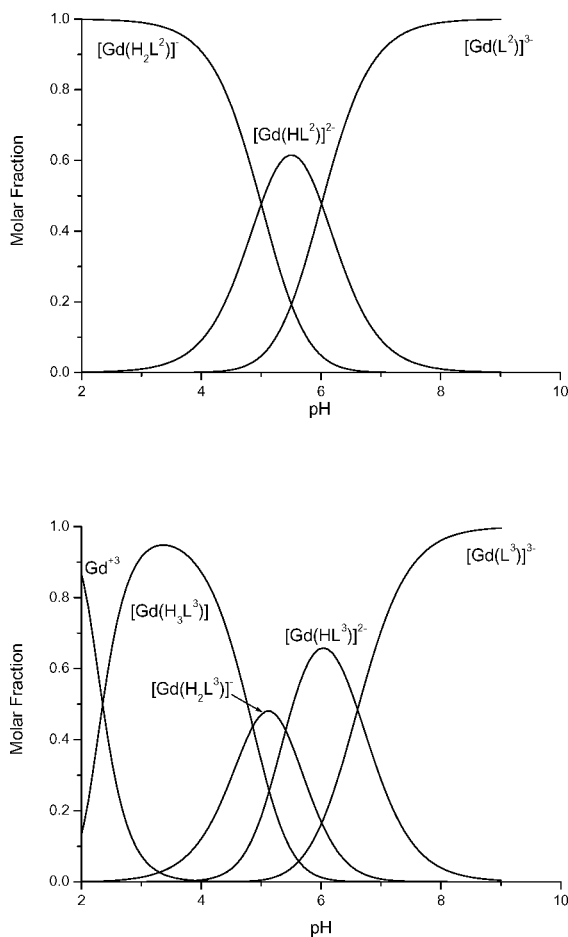 1.0
[Gd(H₂L²)]⁻
[Gd(L²)]³⁻
0.8
[Gd(HL²)]²⁻
0.6
Molar Fraction
0.4
0.2
0.0
2 4 6 8 10
pH
1.0
Gd⁺³
[Gd(L³)]³⁻
0.8
[Gd(H₃L³)]
[Gd(HL³)]²⁻
0.6
[Gd(H₂L³)]⁻
Molar Fraction
0.4
0.2
0.0
2 4 6 8 10
pH